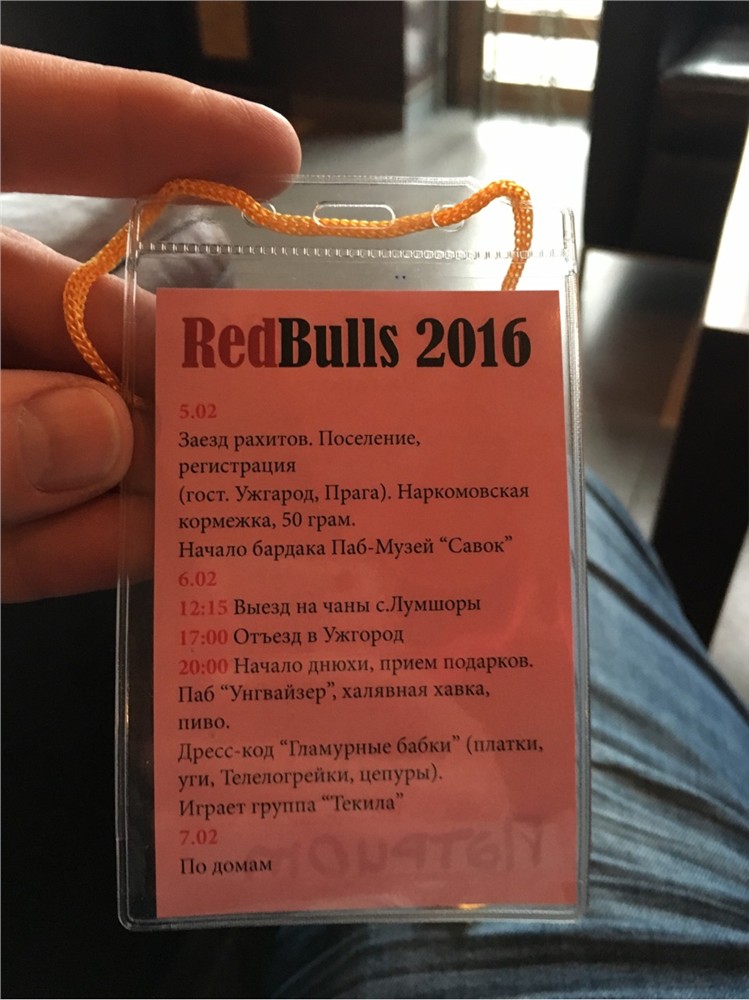 RedBulls 2016
5.02
Заезд рахитов. Поселение,
регистрация
(гост. Ужгарод, Прага). Наркомовская
кормежка, 50 грам.
Начало бардака Паб-Музей “Савок”
6.02
12:15 Выезд на чаны с.Лумшоры
17:00 Отъезд в Ужгород
20:00 Начало днюхи, прием подарков.
Паб “Унгвайзер”, халявная хавка,
пиво.
Дресс-код “Гламурные бабки” (платки,
уги, Телелогрейки, цепуры).
Играет группа “Текила”
7.02
По домам